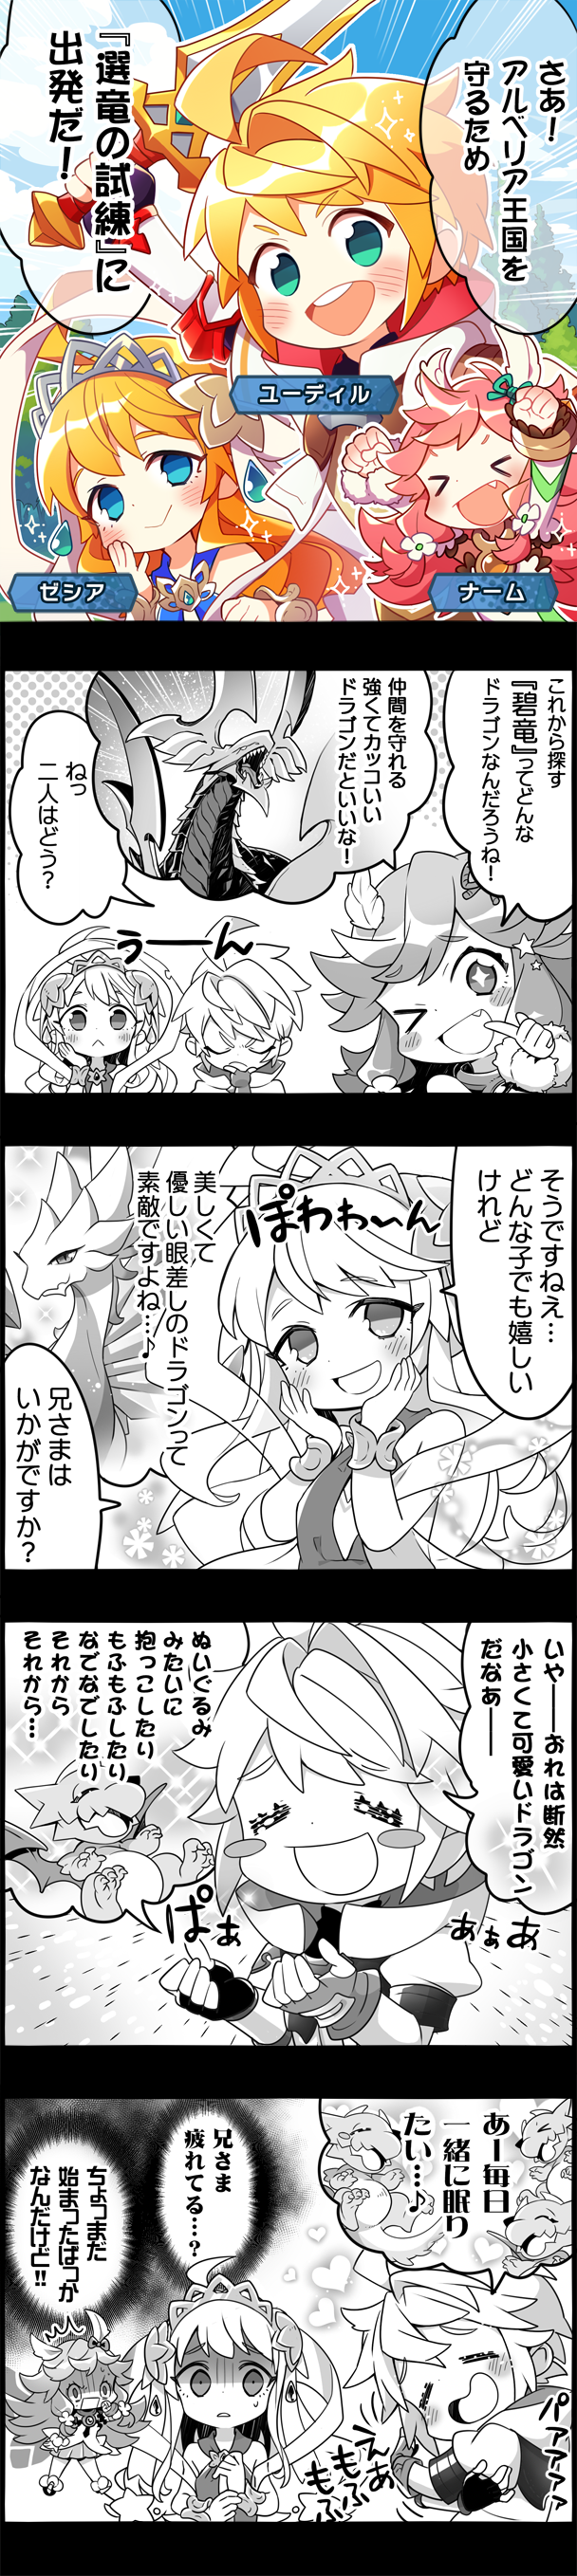 さあ！
アルベリア王国を
守るため
『選竜の試練』に
出発だ！
ユーディル
ゼシア
ナーム
これから探す
『碧竜』ってどんな
ドラゴンなんだろうね！
仲間を守れる
強くてカッコいい
ドラゴンだといいな！
ねっ
二人はどう？
うーーん
そうですねえ…
どんな子でも嬉しい
けれど
ぽわわ～ん
美しくて
優しい眼差しのドラゴンって
素敵ですよね…♪
兄さまは
いかがですか？
いや――おれは断然
小さくて可愛いドラゴン
だなあ――
ぬいぐるみ
みたいに
抱っこしたり
もふもふしたり
なでなでしたり
それから
それから…
ぱぁ
ぁぁあ
あー毎日
一緒に眠り
たい…♪
パァァァァ
えへぁ
もふ
もふ
兄さま
疲れてる…？
ちょっまだ
始まったばっか
なんだけど!!